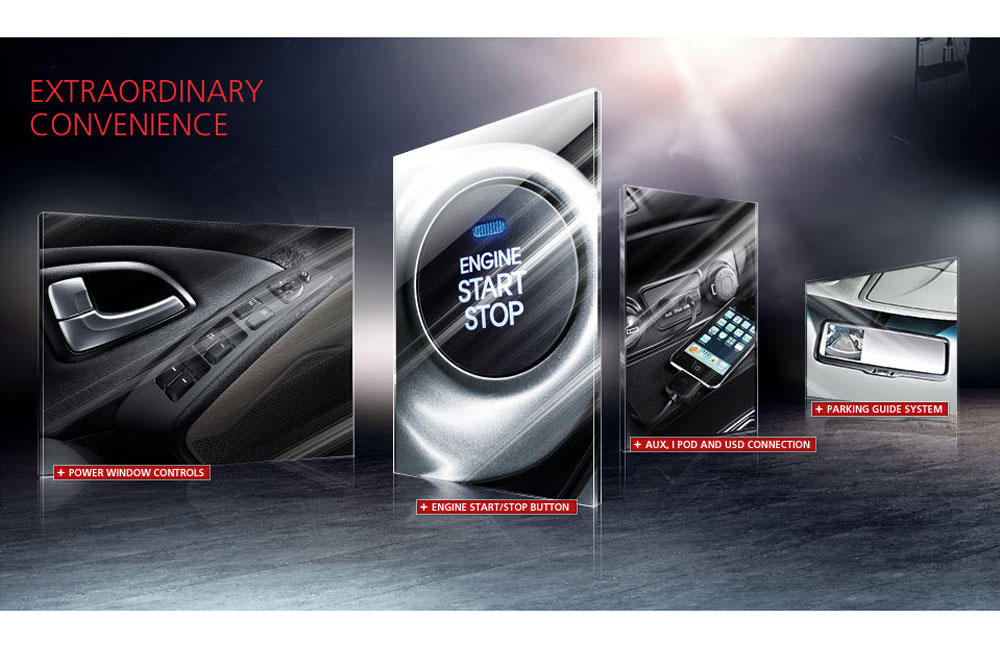 EXTRAORDINARY
CONVENIENCE
ENGINE
START
STOP
+ POWER WINDOW CONTROLS
+ ENGINE START/STOP BUTTON
+ AUX, I POD AND USD CONNECTION
+ PARKING GUIDE SYSTEM